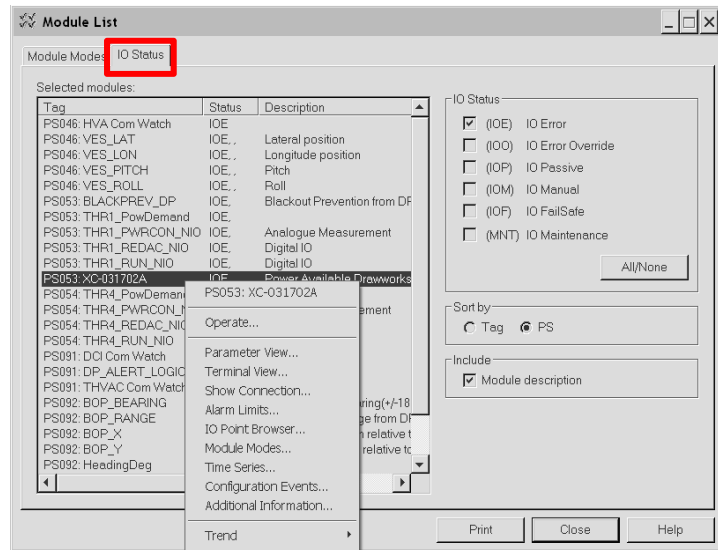 Module List
Module Modes IO Status
Selected modules:
Tag Status Description
PS046: HVA Com Watch IOE
PS046: VES_LAT IOE, , Lateral position
PS046: VES_LON IOE, , Longitude position
PS046: VES_PITCH IOE, , Pitch
PS046: VES_ROLL IOE, , Roll
PS053: BLACKPREV_DP IOE, Blackout Prevention from DP
PS053: THR1_PowDemand IOE,
PS053: THR1_PWRCON_NIO IOE, Analogue Measurement
PS053: THR1_REDAC_NIO IOE, Digital IO
PS053: THR1_RUN_NIO IOE, Digital IO
PS053: XC-031702A IOE Power Available Drawworks
PS054: THR4_PowDeman
PS054: THR4_PWRCON_N ement
PS054: THR4_REDAC_NIO
PS054: THR4_RUN_NIO
PS091: DCI Com Watch
PS091: DP_ALERT_LOGIC
PS091: THVAC Com Watch
PS092: BOP_BEARING aring(+/-18
PS092: BOP_RANGE ge from DP
PS092: BOP_X n relative t
PS092: BOP_Y relative to
PS092: HeadingDeg
PS053: XC-031702A
Operate...
Parameter View...
Terminal View...
Show Connection...
Alarm Limits...
IO Point Browser...
Module Modes...
Time Series...
Configuration Events...
Additional Information...
Trend
IO Status
(IOE) IO Error
(IOO) IO Error Override
(IOP) IO Passive
(IOM) IO Manual
(IOF) IO FailSafe
(MNT) IO Maintenance
All/None
Sort by
Tag PS
Include
Module description
Print Close Help